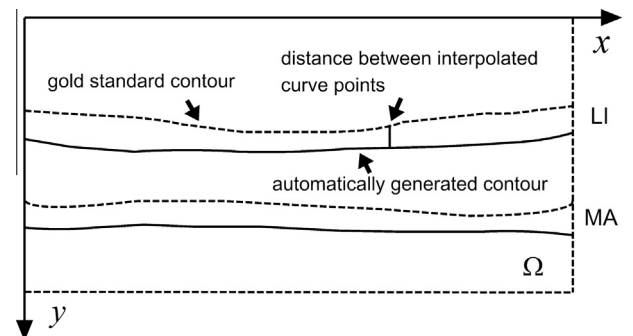 x
distance between interpolated
curve points
gold standard contour
LI
automatically generated contour
MA
Ω
y